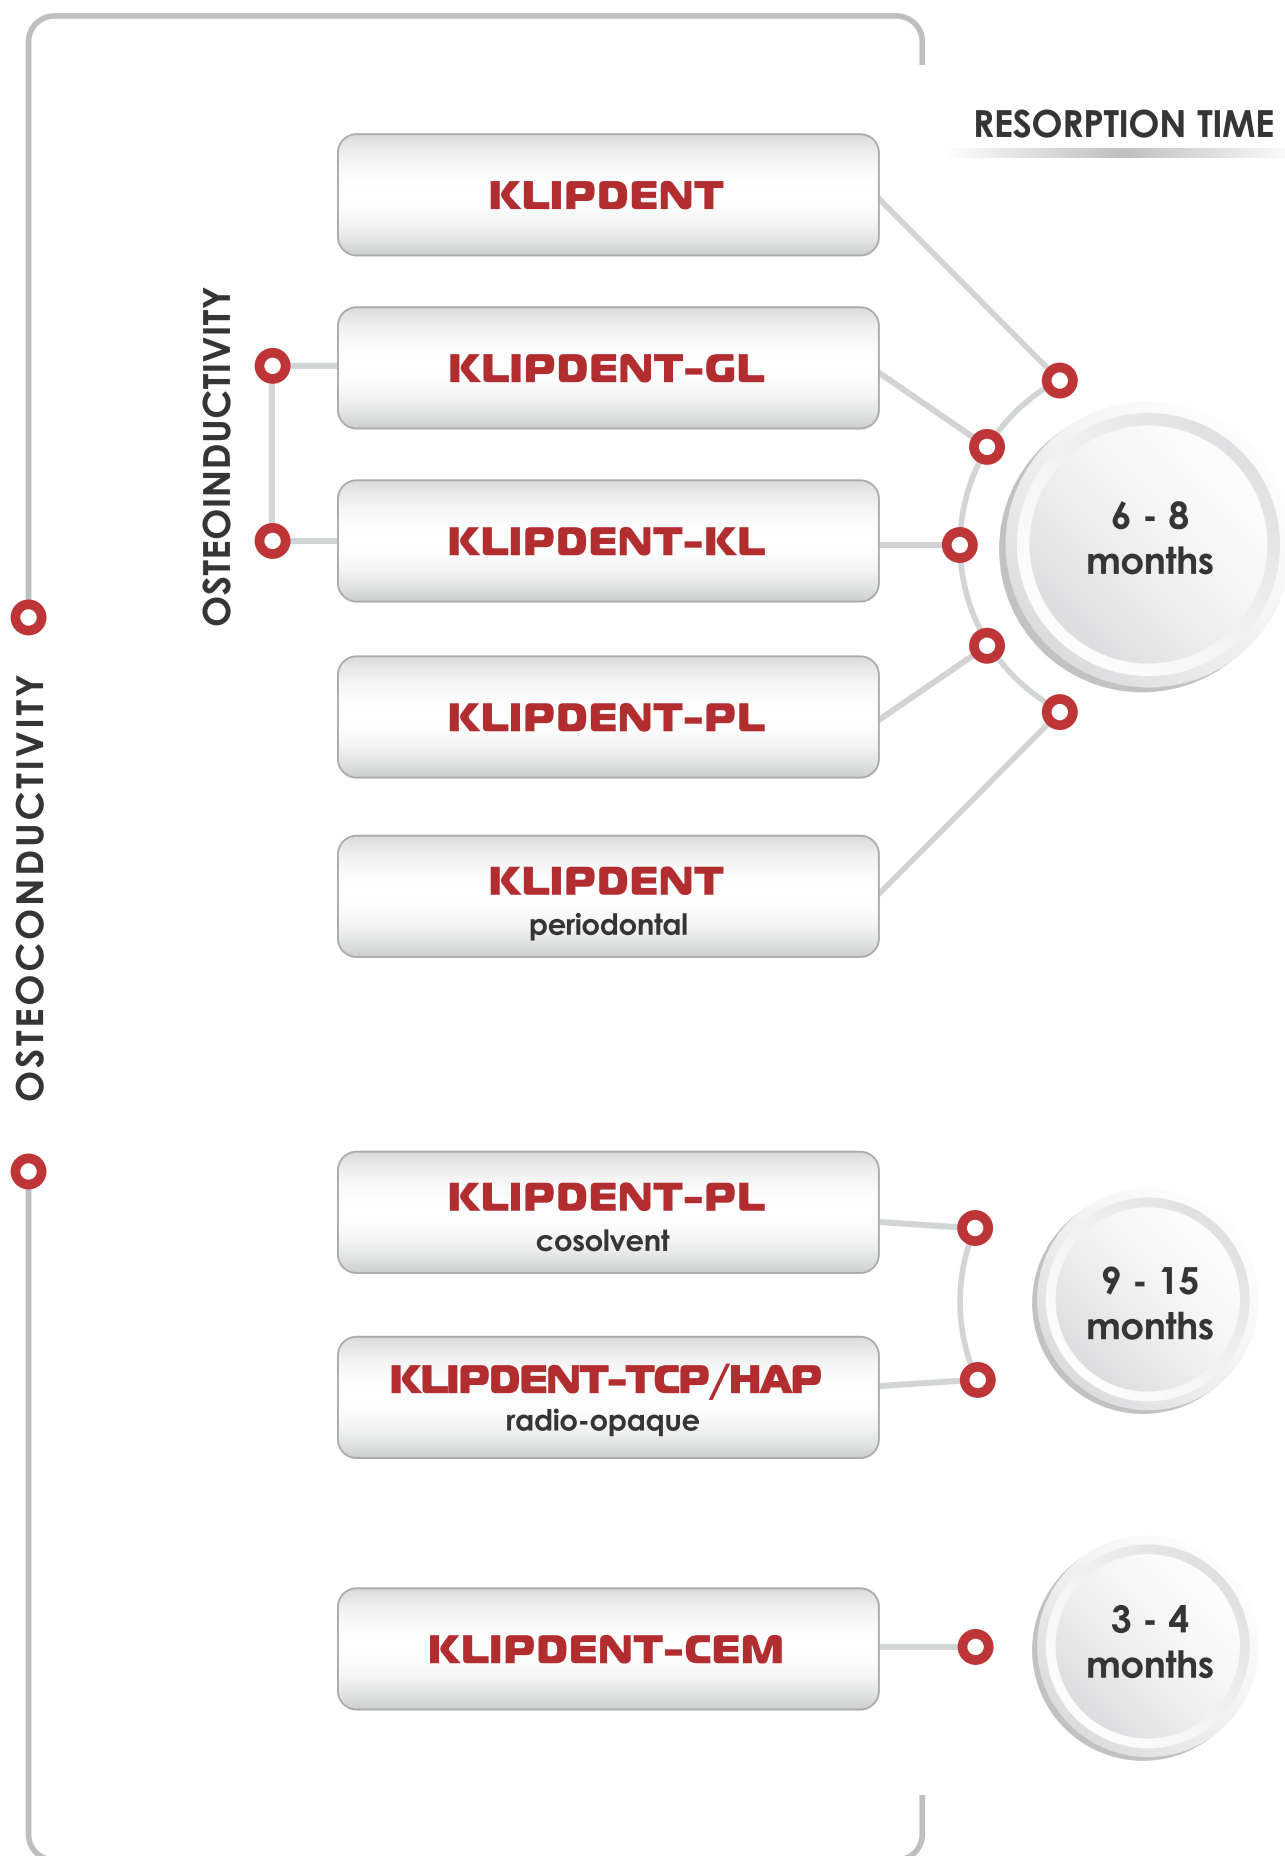 RESORPTION TIME
KLIPDENT
OSTEOINDUCTIVITY
KLIPDENT-GL
KLIPDENT-KL
6 - 8
months
KLIPDENT-PL
OSTEOCONDUCTIVITY
KLIPDENT
periodontal
KLIPDENT-PL
cosolvent
9 - 15
months
KLIPDENT-TCP/HAP
radio-opaque
KLIPDENT-CEM
3 - 4
months